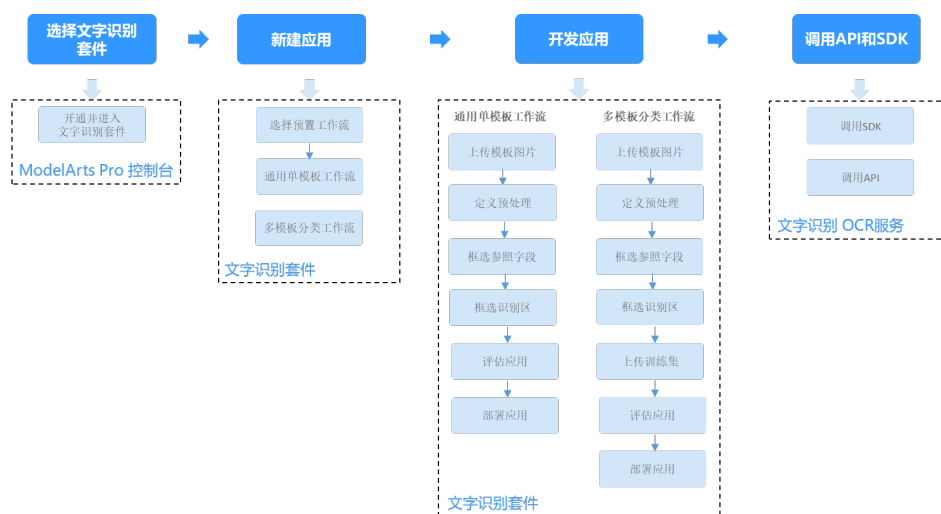 选择文字识别
套件
新建应用
开发应用
调用API和SDK
开通并进入
文字识别套件
ModelArts Pro 控制台
选择预置工作流
通用单模板工作流
多模板分类工作流
文字识别套件
通用单模板工作流
上传模板图片
定义预处理
框选参照字段
框选识别区
评估应用
部署应用
多模板分类工作流
上传模板图片
定义预处理
框选参照字段
框选识别区
上传训练集
评估应用
部署应用
文字识别套件
调用SDK
调用API
文字识别 OCR服务